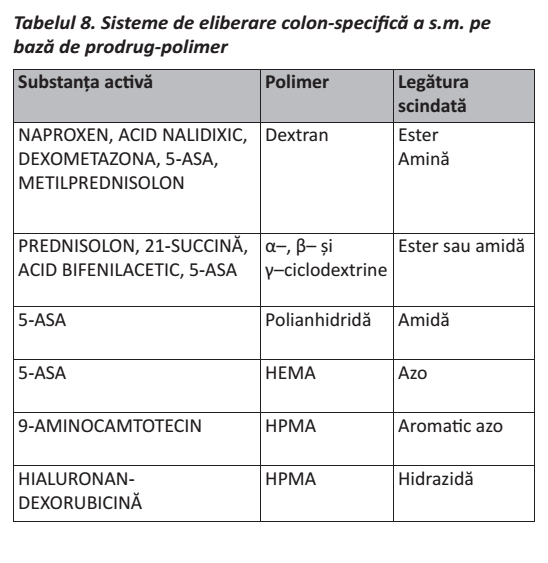 Tabelul 8. Sisteme de eliberare colon-specifică a s.m. pe
bază de prodrug-polimer
Substanța activă
Polimer
Legătura
scindată
NAPROXEN, ACID NALIDIXIC,
DEXOMETAZONA, 5-ASA,
METILPREDNISOLON
Dextran
Ester
Amină
PREDNISOLON, 21-SUCCINĂ,
ACID BIFENILACETIC, 5-ASA
α–, β– și
γ–ciclodextrine
Ester sau amidă
5-ASA
Polianhidridă
Amidă
5-ASA
HEMA
Azo
9-AMINOCAMTOTECIN
HPMA
Aromatic azo
HIALURONAN-
DEXORUBICINĂ
HPMA
Hidrazidă